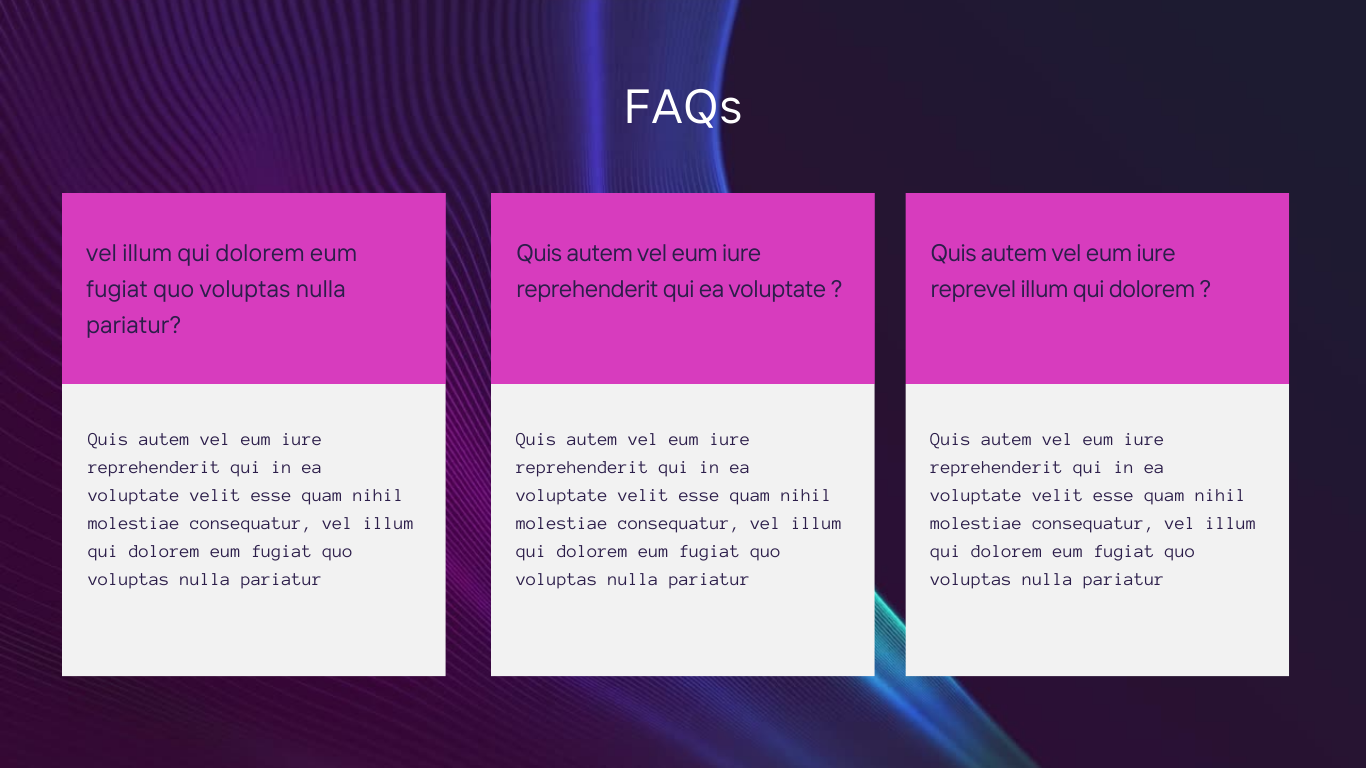 FAQs
vel illum qui dolorem eum
fugiat quo voluptas nulla
pariatur?
Quis autem vel eum iure
reprehenderit qui in ea
voluptate velit esse quam nihil
molestiae consequatur, vel illum
qui dolorem eum fugiat quo
voluptas nulla pariatur
Quis autem vel eum iure
reprehenderit qui ea voluptate ?
Quis autem vel eum iure
reprehenderit qui in ea
voluptate velit esse quam nihil
molestiae consequatur, vel illum
qui dolorem eum fugiat quo
voluptas nulla pariatur
Quis autem vel eum iure
reprevel illum qui dolorem ?
Quis autem vel eum iure
reprehenderit qui in ea
voluptate velit esse quam nihil
molestiae consequatur, vel illum
qui dolorem eum fugiat quo
voluptas nulla pariatur